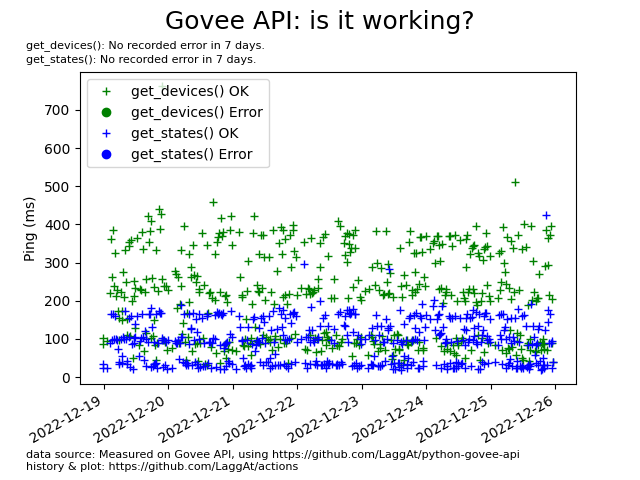 Govee API: is it working?
get_devices(): No recorded error in 7 days.
get_states(): No recorded error in 7 days.
get_devices() OK
get_devices() Error
get_states() OK
get_states() Error
Ping (ms)
700
600
500
400
300
200
100
0
2022-12-19
2022-12-20
2022-12-21
2022-12-22
2022-12-23
2022-12-24
2022-12-25
2022-12-26
data source: Measured on Govee API, using https://github.com/LaggAt/python-govee-api
history & plot: https://github.com/LaggAt/actions